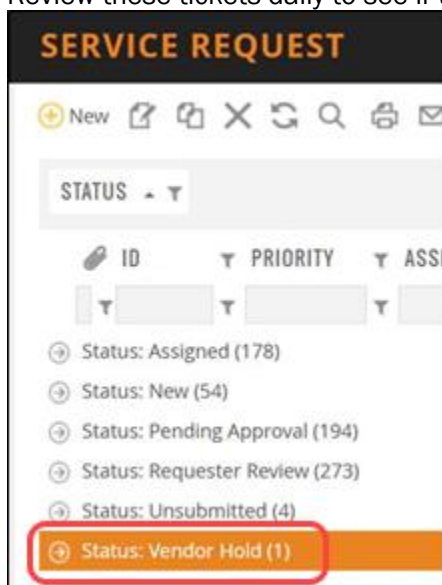 Review these tickets daily to see if
SERVICE REQUEST
New
STATUS
ID PRIORITY ASSI
Status: Assigned (178)
Status: New (54)
Status: Pending Approval (194)
Status: Requester Review (273)
Status: Unsubmitted (4)
Status: Vendor Hold (1)